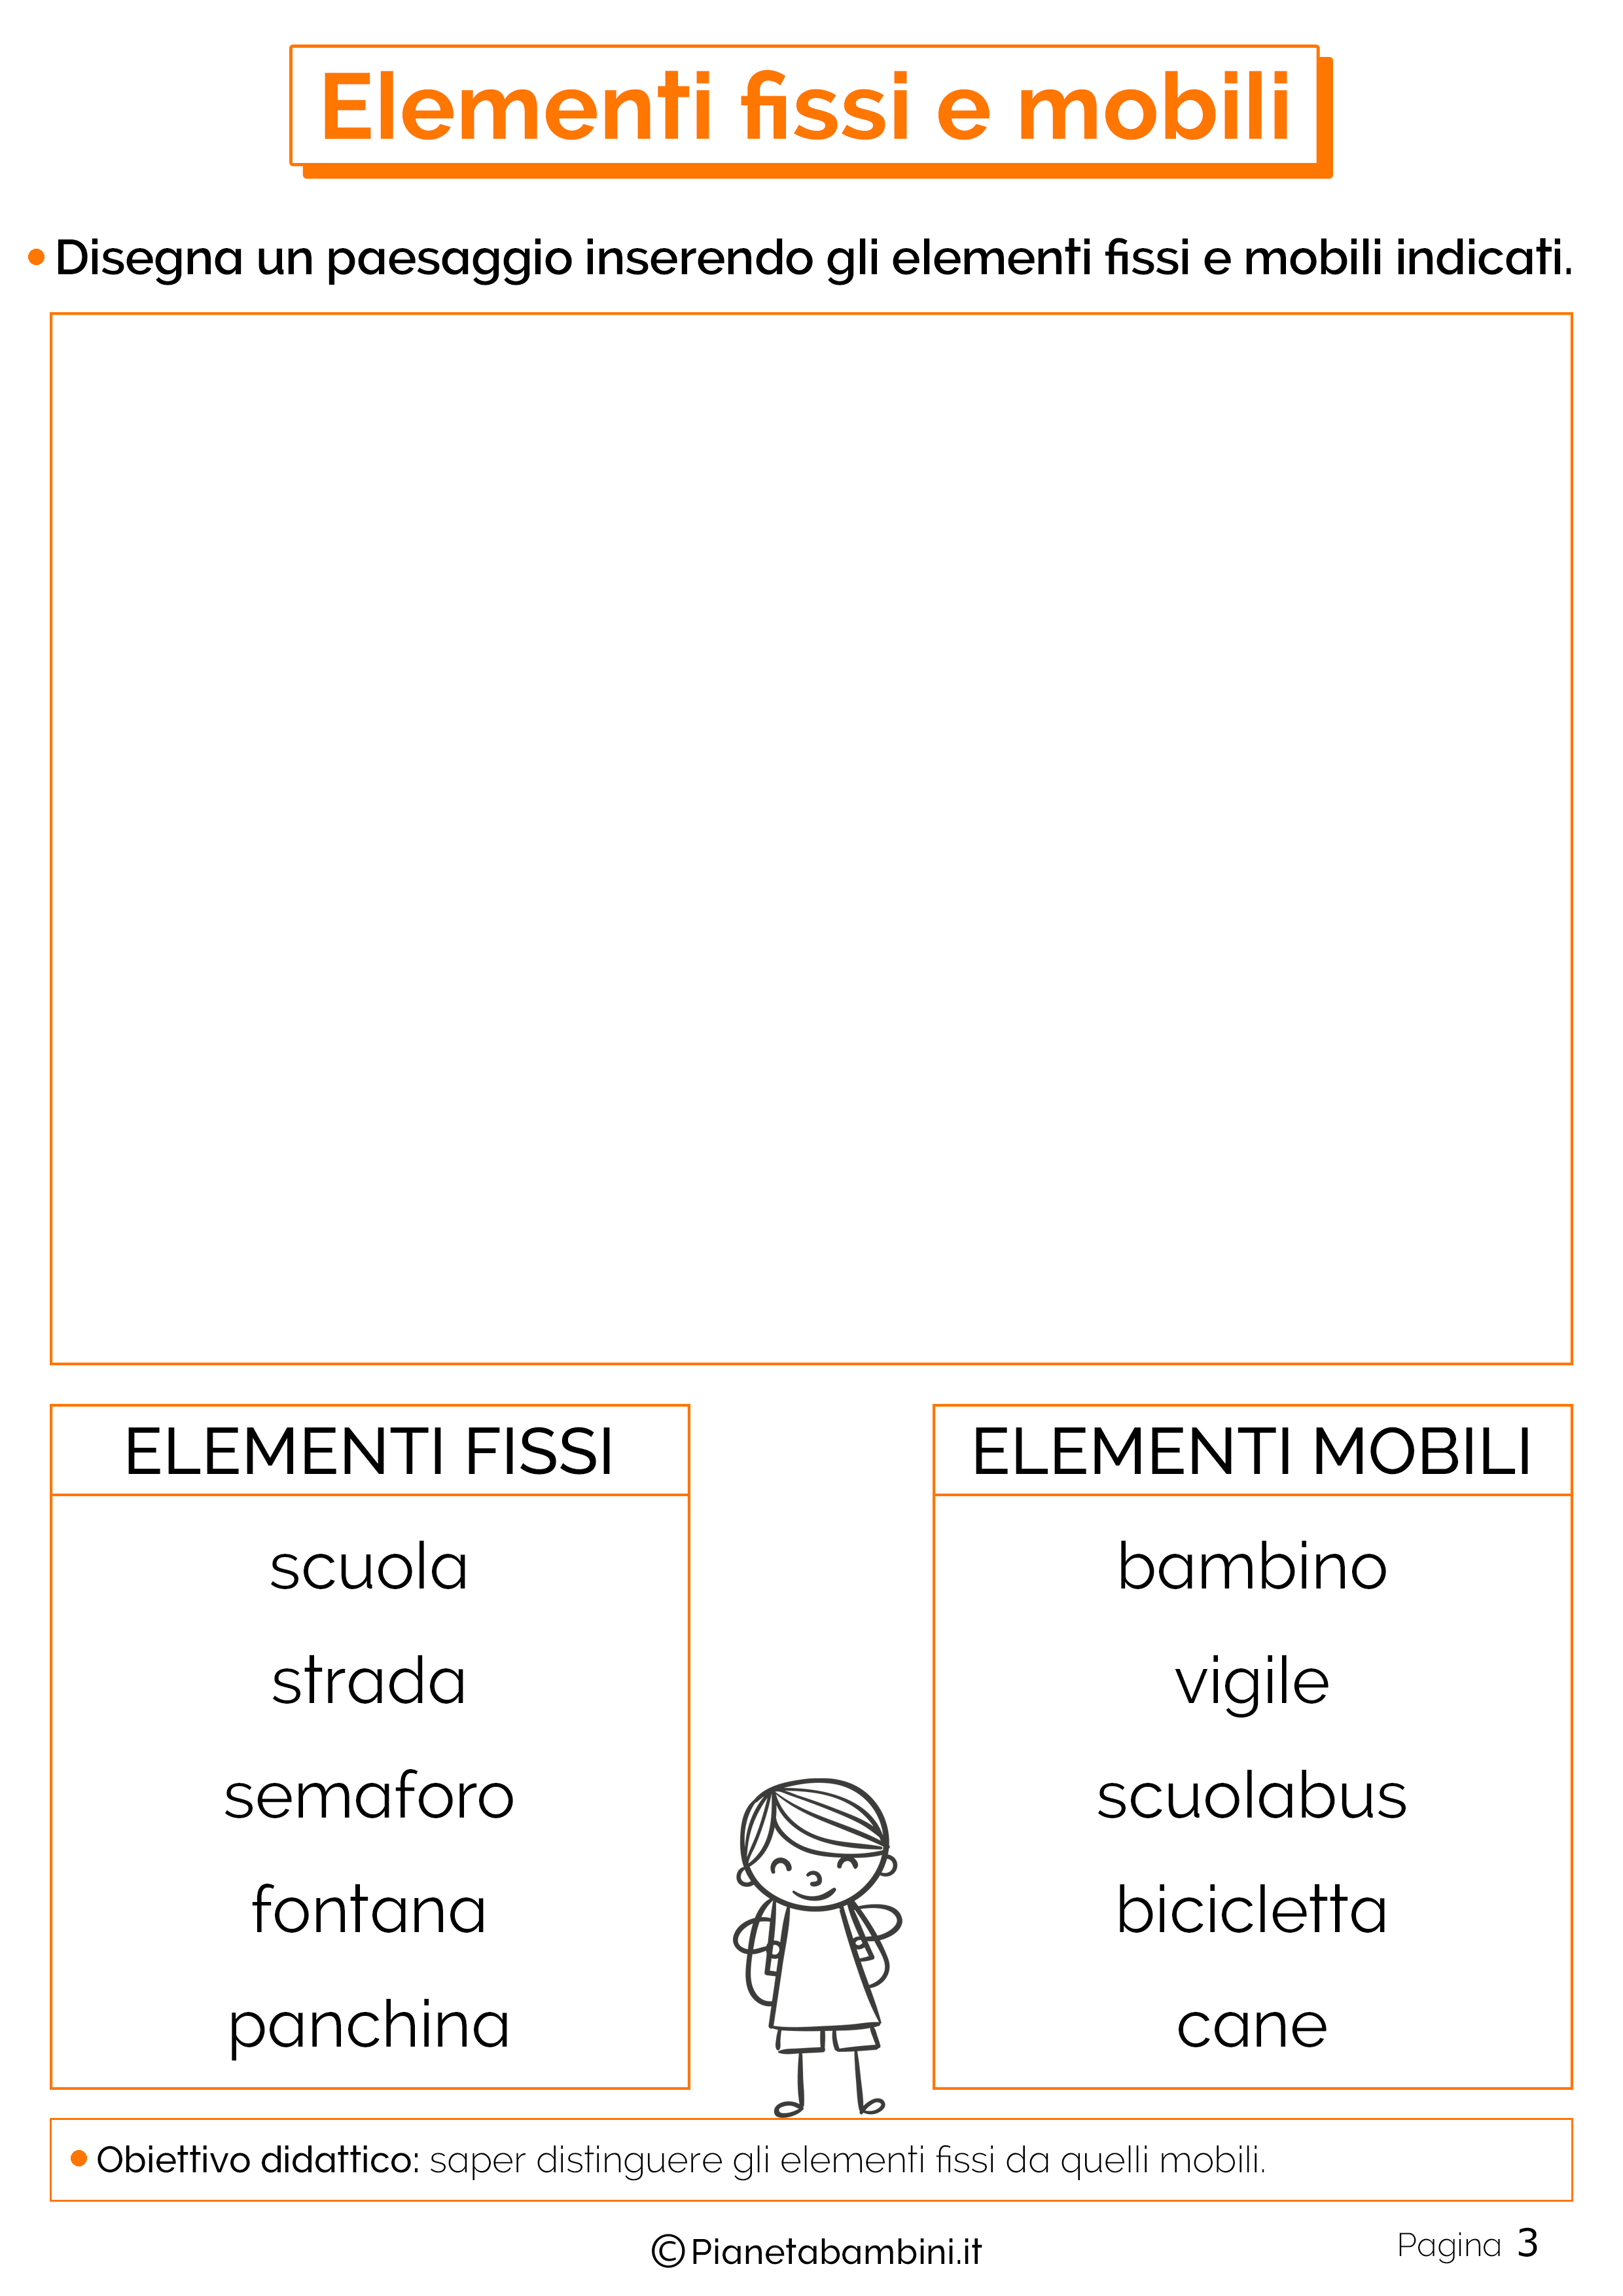 Elementi fissi e mobili
Disegna un paesaggio inserendo gli elementi fissi e mobili indicati.
ELEMENTI FISSI
scuola
strada
semaforo
fontana
panchina
ELEMENTI MOBILI
bambino
vigile
scuolabus
bicicletta
cane
Obiettivo didattico: saper distinguere gli elementi fissi da quelli mobili.
©Pianetabambini.it
Pagina 3